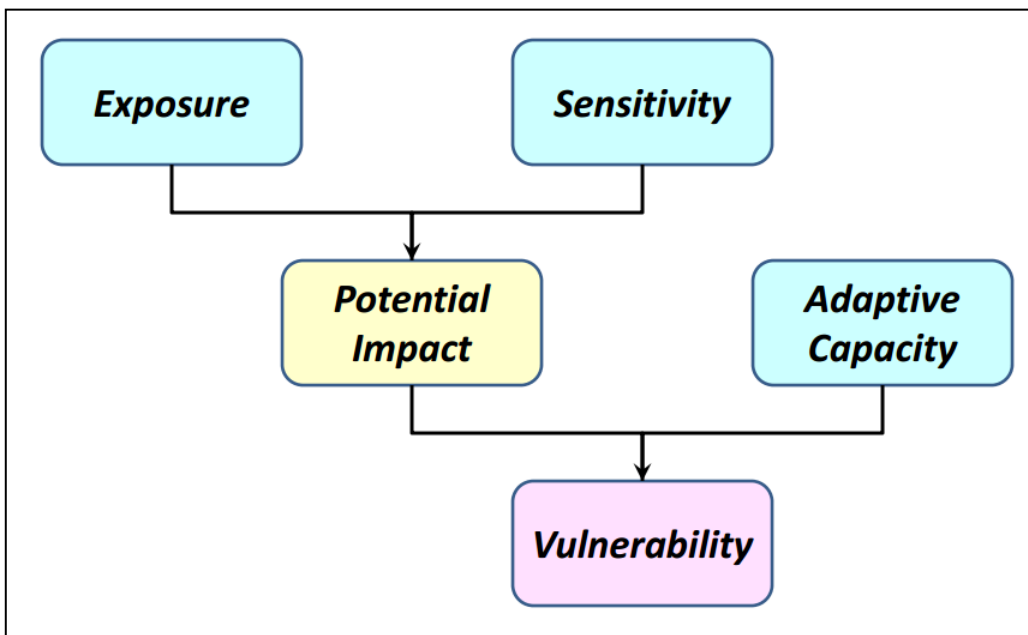 Exposure
Sensitivity
Potential
Impact
Adaptive
Capacity
Vulnerability